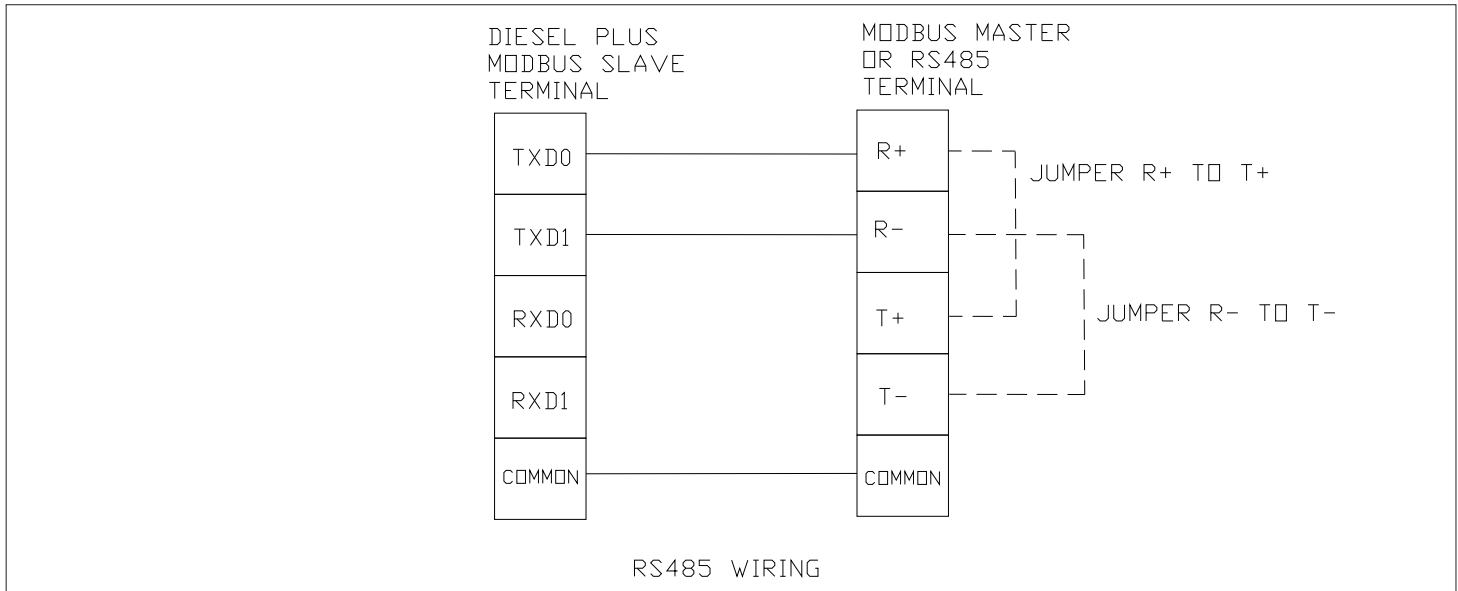 DIESEL PLUS
MODBUS SLAVE
TERMINAL
MODBUS MASTER
OR RS485
TERMINAL
TXD0
R+
JUMPER R+ TO T+
TXD1
R-
RXD0
T+
JUMPER R- TO T-
RXD1
T-
COMMON
COMMON
RS485 WIRING